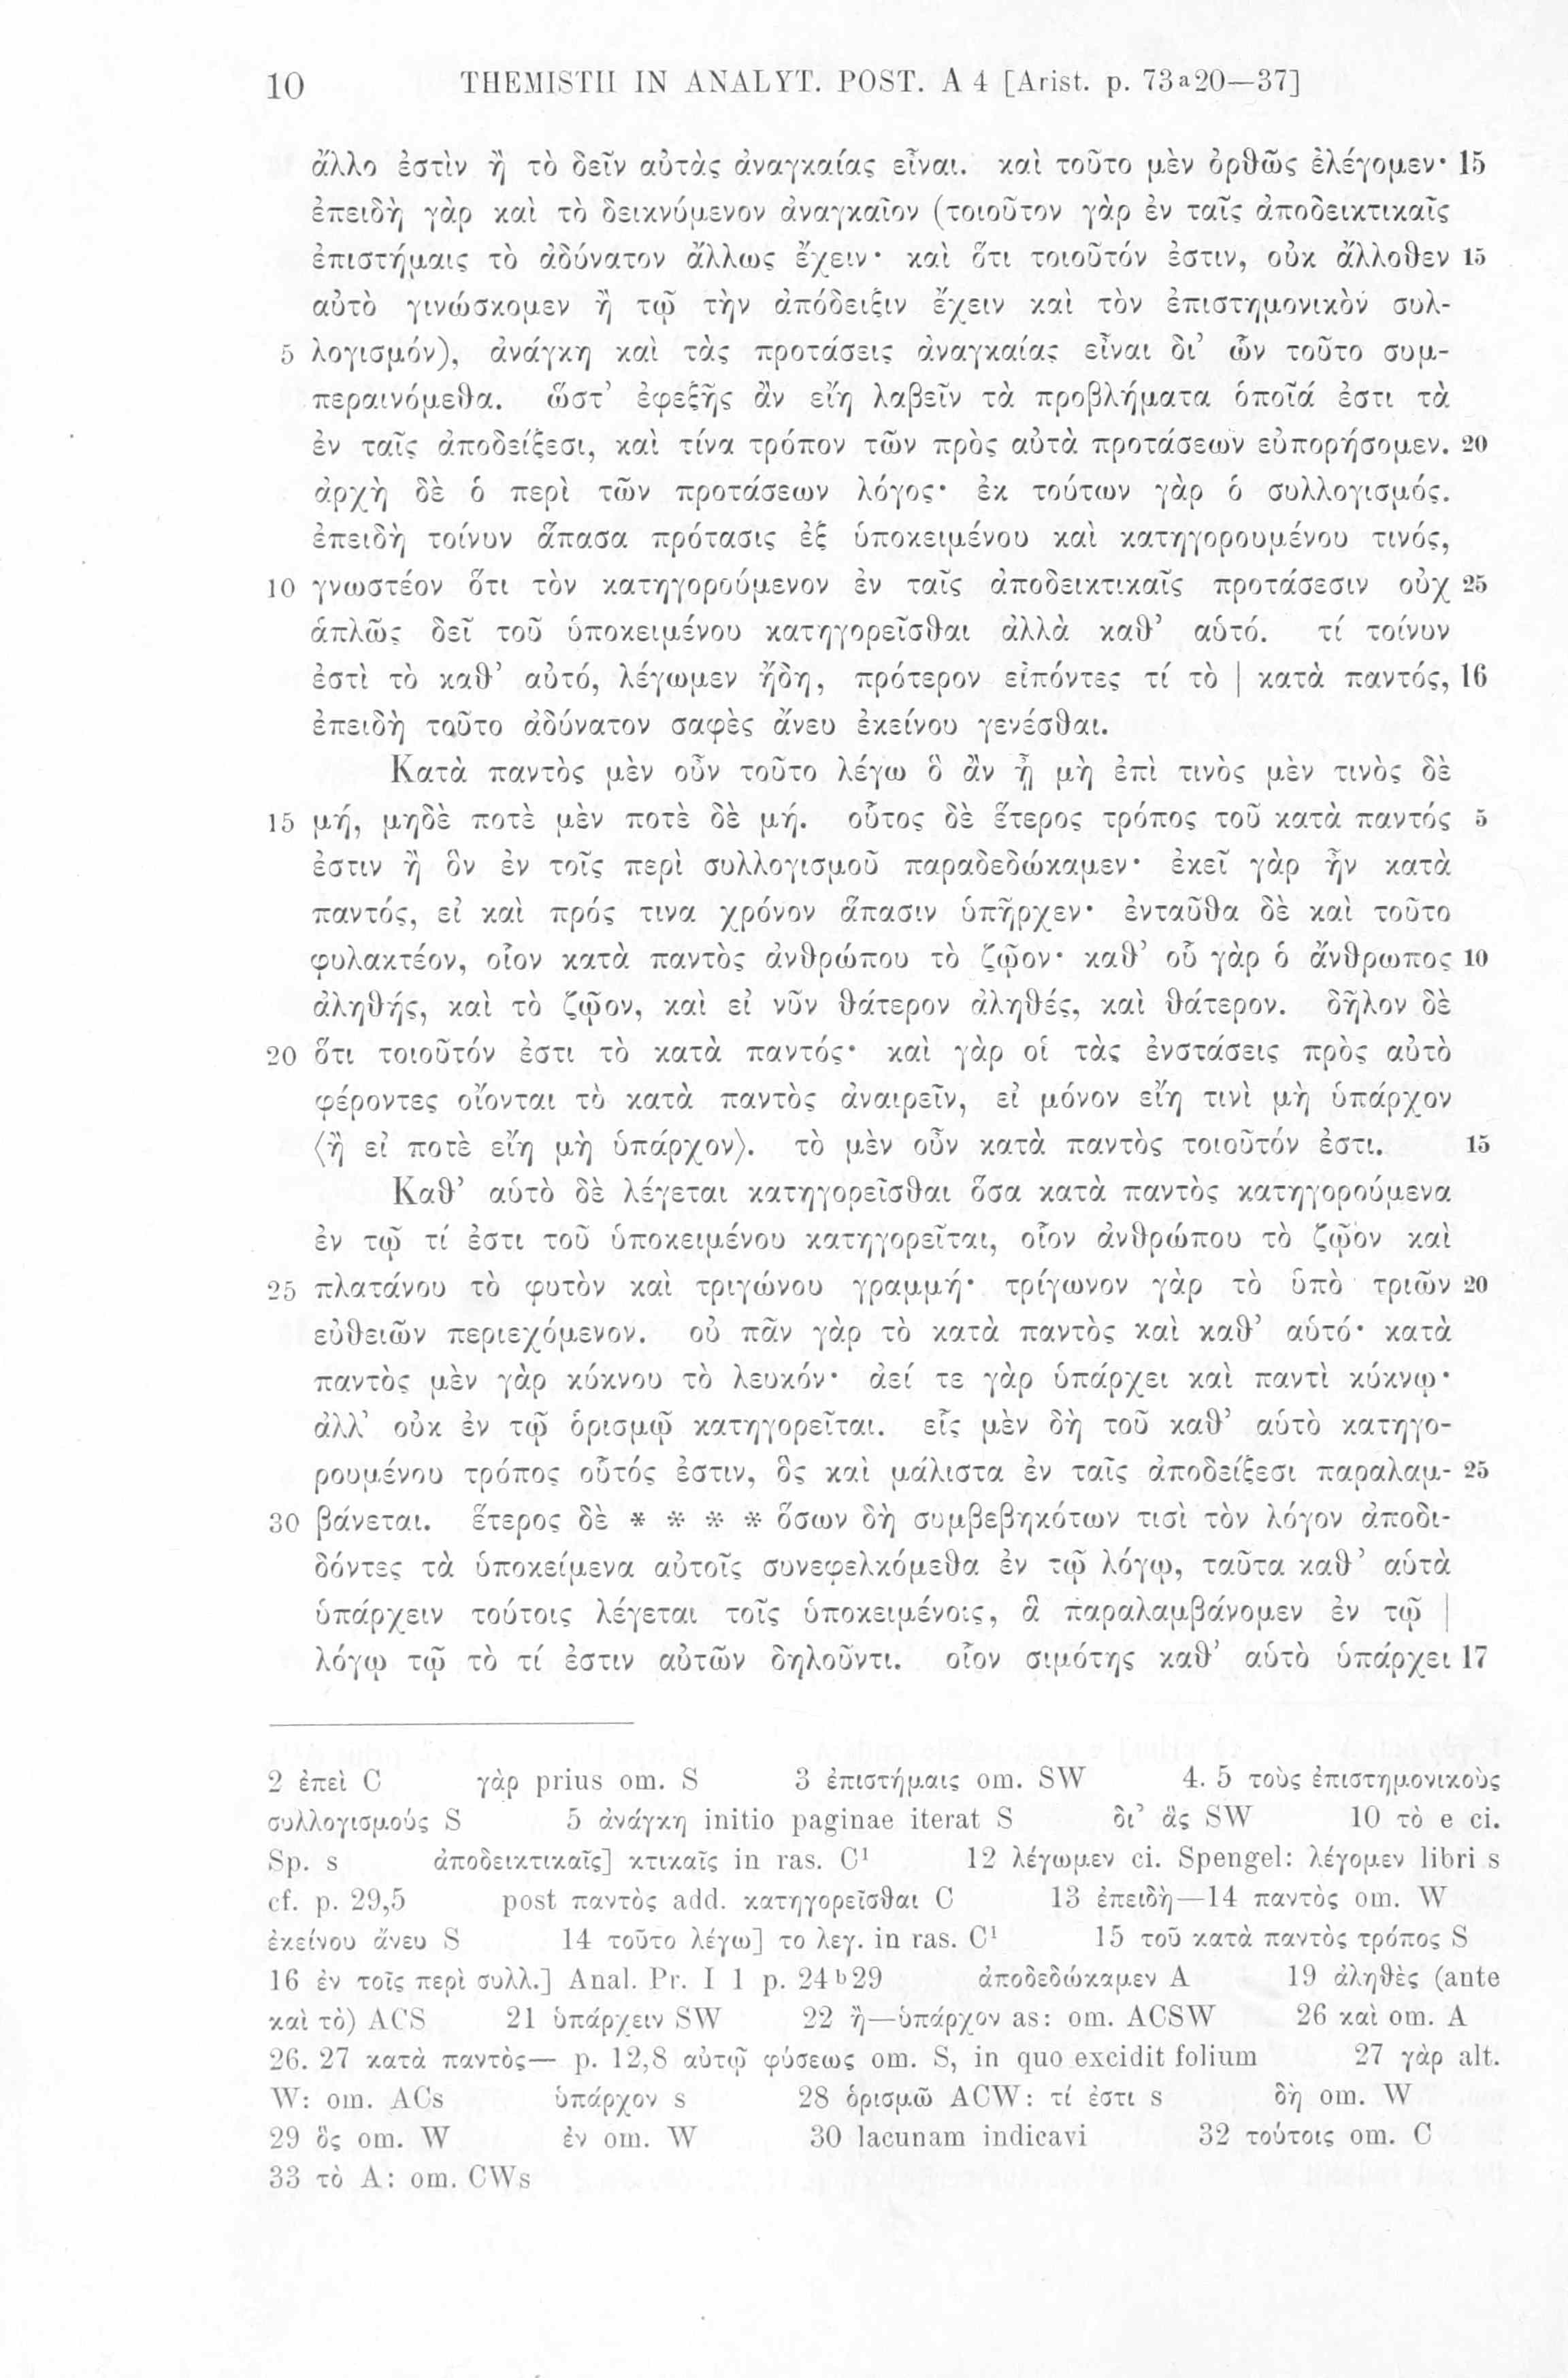 10 THEMISTII IN ANALYT. POST. A 4 [Arist. p. 73a20—37]
ἄλλο ἐστὶν ἢ τὸ δεῖν αὐτὰς ἀναγκαίας εἶναι. καὶ τοῦτο μὲν ὀρθῶς ἐλέγομεν· 15
ἐπειδὴ γὰρ καὶ τὸ δεικνύμενον ἀναγκαῖον (τοιοῦτον γὰρ ἐν ταῖς ἀποδεικτικαῖς
ἐπιστήμαις τὸ ἀδύνατον ἄλλως ἔχειν· καὶ ὅτι τοιοῦτόν ἐστιν, οὐκ ἄλλοθεν 15
αὐτὸ γινώσκομεν ἢ τῷ τὴν ἀπόδειξιν ἔχειν καὶ τὸν ἐπιστημονικὸν συλ-
5 λογισμόν), ἀνάγκη καὶ τὰς προτάσεις ἀναγκαίας εἶναι δι’ ὧν τοῦτο συμ-
περαινόμεθα. ὥστ’ ἐφεξῆς ἂν εἴη λαβεῖν τὰ προβλήματα ὁποῖά ἐστι τὰ
ἐν ταῖς ἀποδείξεσι, καὶ τίνα τρόπον τῶν πρὸς αὐτὰ προτάσεων εὐπορήσομεν. 20
ἀρχὴ δὲ ὁ περὶ τῶν προτάσεων λόγος· ἐκ τούτων γὰρ ὁ συλλογισμός.
ἐπειδὴ τοίνυν ἅπασα πρότασις ἐξ ὑποκειμένου καὶ κατηγορουμένου τινός,
10 γνωστέον ὅτι τὸν κατηγορούμενον ἐν ταῖς ἀποδεικτικαῖς προτάσεσιν οὐχ 25
ἁπλῶς δεῖ τοῦ ὑποκειμένου κατηγορεῖσθαι ἀλλὰ καθ’ αὑτό. τί τοίνυν
ἐστὶ τὸ καθ’ αὑτό, λέγωμεν ἤδη, πρότερον εἰπόντες τί τὸ | κατὰ παντός, 16
ἐπειδὴ τοῦτο ἀδύνατον σαφὲς ἄνευ ἐκείνου γενέσθαι.
Κατὰ παντὸς μὲν οὖν τοῦτο λέγω ὃ ἂν ᾖ μὴ ἐπὶ τινὸς μὲν τινὸς δὲ
15 μή, μηδὲ ποτὲ μὲν ποτὲ δὲ μή. οὗτος δὲ ἕτερος τρόπος τοῦ κατὰ παντός 5
ἐστιν ἢ ὃν ἐν τοῖς περὶ συλλογισμοῦ παραδεδώκαμεν· ἐκεῖ γὰρ ἦν κατὰ
παντός, εἰ καὶ πρός τινα χρόνον ἅπασιν ὑπῆρχεν· ἐνταῦθα δὲ καὶ τοῦτο
φυλακτέον, οἷον κατὰ παντὸς ἀνθρώπου τὸ ζῷον· καθ’ οὗ γὰρ ὁ ἄνθρωπος 10
ἀληθής, καὶ τὸ ζῷον, καὶ εἰ νῦν θάτερον ἀληθές, καὶ θάτερον. δῆλον δὲ
20 ὅτι τοιοῦτόν ἐστι τὸ κατὰ παντός· καὶ γὰρ οἱ τὰς ἐνστάσεις πρὸς αὐτὸ
φέροντες οἴονται τὸ κατὰ παντὸς ἀναιρεῖν, εἰ μόνον εἴη τινὶ μὴ ὑπάρχον
⟨ἢ εἰ ποτὲ εἴη μὴ ὑπάρχον⟩. τὸ μὲν οὖν κατὰ παντὸς τοιοῦτόν ἐστι. 15
Καθ’ αὑτὸ δὲ λέγεται κατηγορεῖσθαι ὅσα κατὰ παντὸς κατηγορούμενα
ἐν τῷ τί ἐστι τοῦ ὑποκειμένου κατηγορεῖται, οἷον ἀνθρώπου τὸ ζῷον καὶ
25 πλατάνου τὸ φυτὸν καὶ τριγώνου γραμμή· τρίγωνον γὰρ τὸ ὑπὸ τριῶν 20
εὐθειῶν περιεχόμενον. οὐ πᾶν γὰρ τὸ κατὰ παντὸς καὶ καθ’ αὑτό· κατὰ
παντὸς μὲν γὰρ κύκνου τὸ λευκόν· ἀεί τε γὰρ ὑπάρχει καὶ παντὶ κύκνῳ·
ἀλλ’ οὐκ ἐν τῷ ὁρισμῷ κατηγορεῖται. εἷς μὲν δὴ τοῦ καθ’ αὑτὸ κατηγο-
ρουμένου τρόπος οὗτός ἐστιν, ὃς καὶ μάλιστα ἐν ταῖς ἀποδείξεσι παραλαμ- 25
30 βάνεται. ἕτερος δὲ * * * * ὅσων δὴ συμβεβηκότων τισὶ τὸν λόγον ἀποδι-
δόντες τὰ ὑποκείμενα αὐτοῖς συνεφελκόμεθα ἐν τῷ λόγῳ, ταῦτα καθ’ αὑτὰ
ὑπάρχειν τούτοις λέγεται τοῖς ὑποκειμένοις, ἃ παραλαμβάνομεν ἐν τῷ |
λόγῳ τῷ τὸ τί ἐστιν αὐτῶν δηλοῦντι. οἷον σιμότης καθ’ αὑτὸ ὑπάρχει 17
2 ἐπεὶ C γὰρ prius om. S 3 ἐπιστήμαις om. SW 4. 5 τοὺς ἐπιστημονικοὺς
συλλογισμούς S 5 ἀνάγκη initio paginae iterat S δι’ ἃς SW 10 τὸ e ci.
Sp. s ἀποδεικτικαῖς] κτικαῖς in ras. C¹ 12 λέγωμεν ci. Spengel: λέγομεν libri s
cf. p. 29,5 post παντὸς add. κατηγορεῖσθαι C 13 ἐπειδὴ—14 παντὸς om. W
ἐκείνου ἄνευ S 14 τοῦτο λέγω] το λεγ. in ras. C¹ 15 τοῦ κατὰ παντὸς τρόπος S
16 ἐν τοῖς περὶ συλλ.] Anal. Pr. I 1 p. 24b29 ἀποδεδώκαμεν A 19 ἀληθὲς (ante
καὶ τὸ) ACS 21 ὑπάρχειν SW 22 ἢ—ὑπάρχον as: om. ACSW 26 καὶ om. A
26. 27 κατὰ παντὸς— p. 12,8 αὐτῷ φύσεως om. S, in quo excidit folium 27 γὰρ alt.
W: om. ACs ὑπάρχον s 28 ὁρισμῶ ACW: τί ἐστι s δὴ om. W
29 ὃς om. W ἐν om. W 30 lacunam indicavi 32 τούτοις om. C
33 τὸ A: om. CWs